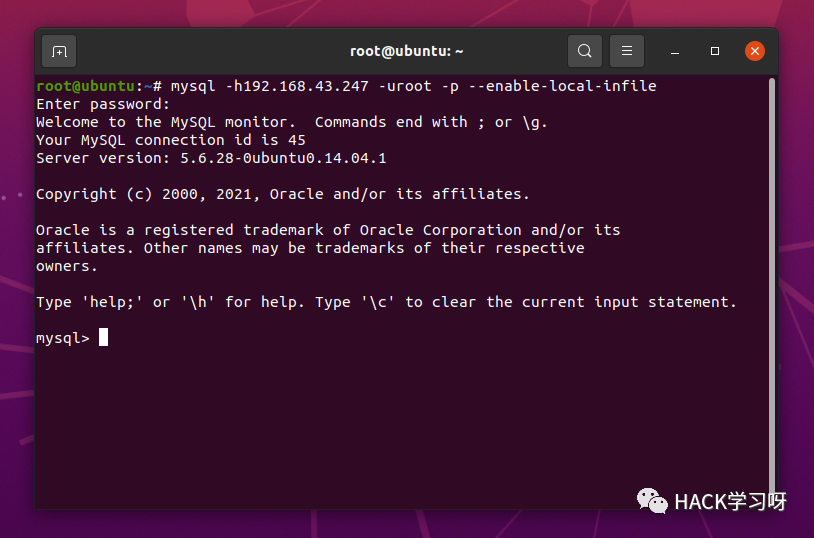 root@ubuntu: ~
root@ubuntu:~# mysql -h192.168.43.247 -uroot -p --enable-local-infile
Enter password:
Welcome to the MySQL monitor.  Commands end with ; or \g.
Your MySQL connection id is 45
Server version: 5.6.28-0ubuntu0.14.04.1
Copyright (c) 2000, 2021, Oracle and/or its affiliates.
Oracle is a registered trademark of Oracle Corporation and/or its
affiliates. Other names may be trademarks of their respective
owners.
Type 'help;' or '\h' for help. Type '\c' to clear the current input statement.
mysql>
HACK学习呀